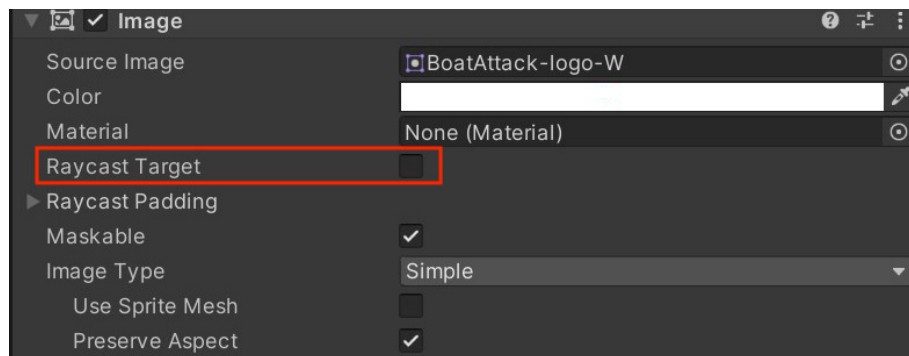 Image
Source Image BoatAttack-logo-W
Color
Material None (Material)
Raycast Target
Raycast Padding
Maskable
Image Type Simple
Use Sprite Mesh
Preserve Aspect